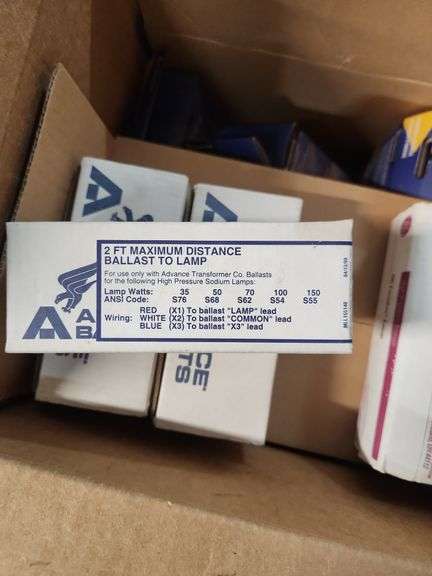 2 FT MAXIMUM DISTANCE
BALLAST TO LAMP
For use only with Advance Transformer Co. Ballasts
for the following High Pressure Sodium Lamps:
Lamp Watts: 35 50 70 100 150
ANSI Code: S76 S68 S62 S54 S55
RED (X1) To ballast "LAMP" lead
Wiring: WHITE (X2) To ballast "COMMON" lead
BLUE (X3) To ballast "X3" lead